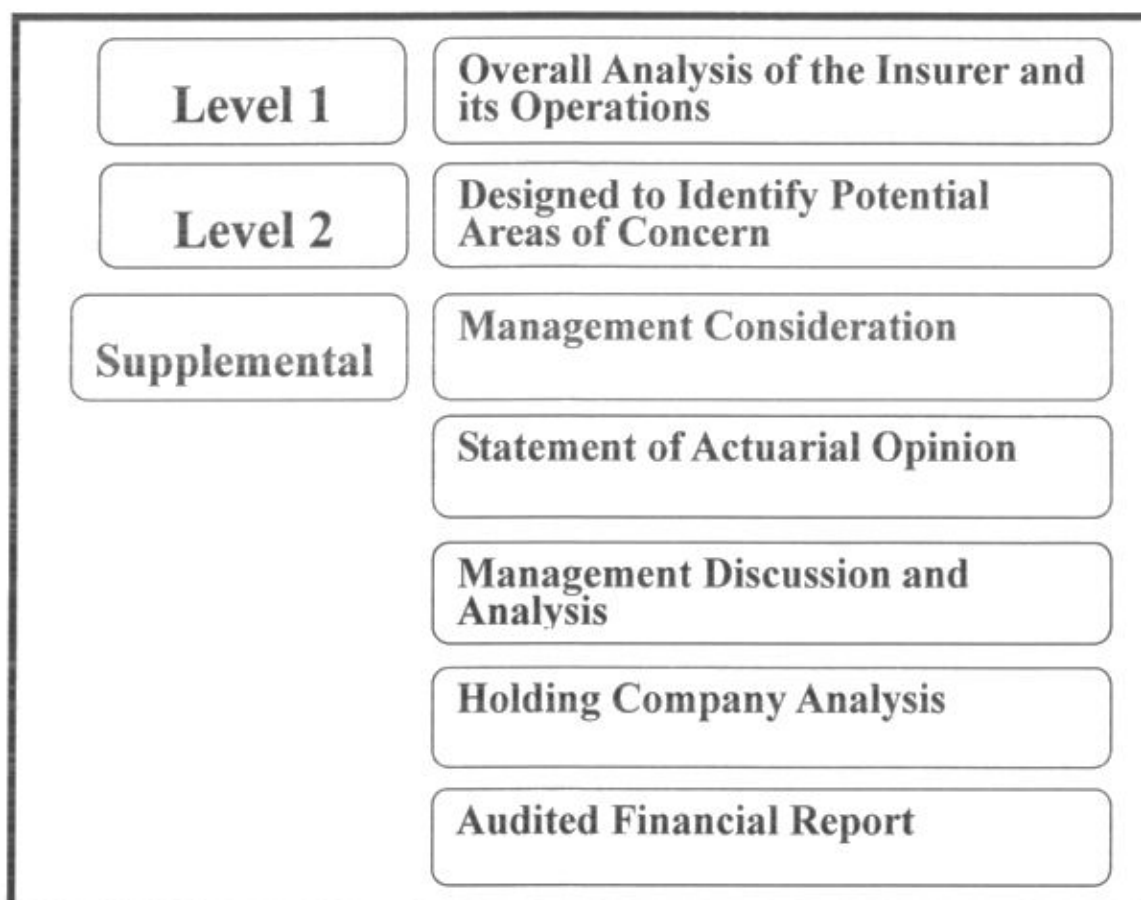 Level 1
Overall Analysis of the Insurer and
its Operations
Level 2
Designed to Identify Potential
Areas of Concern
Supplemental
Management Consideration
Statement of Actuarial Opinion
Management Discussion and
Analysis
Holding Company Analysis
Audited Financial Report